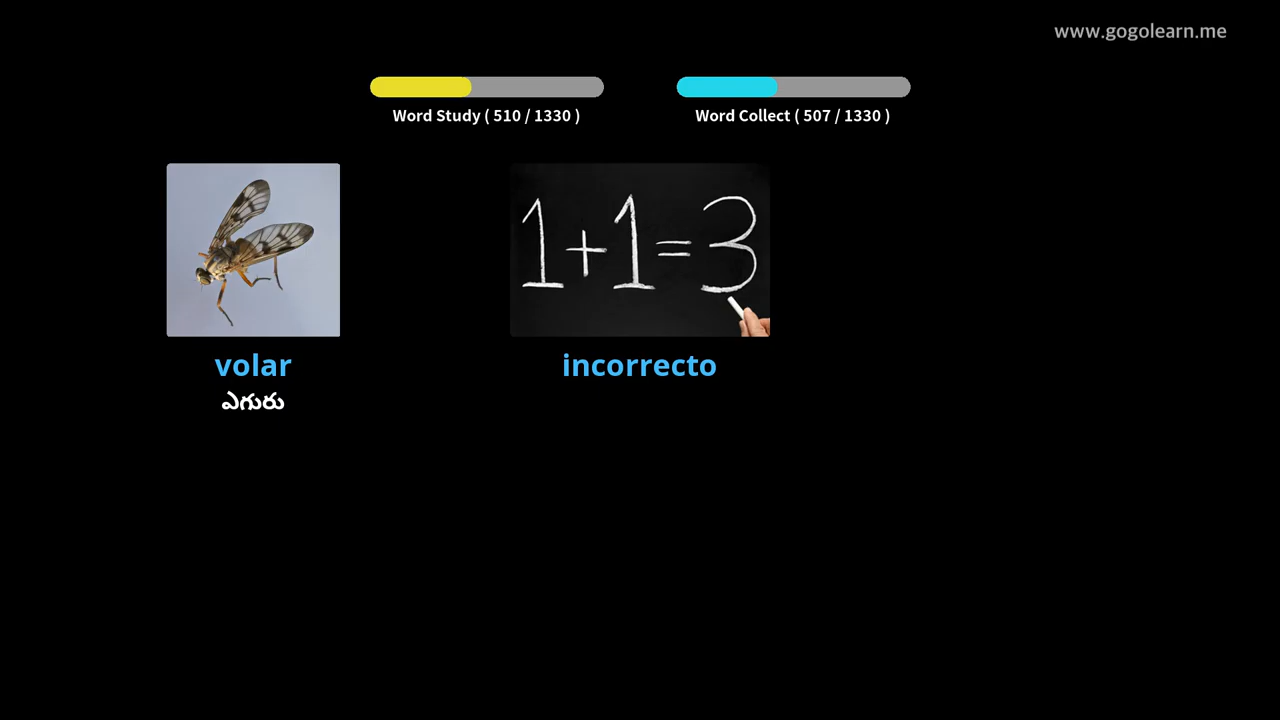 www.gogolearn.me
Word Study ( 510 / 1330 )
Word Collect ( 507 / 1330 )
1+1=3
volar
incorrecto
ఎగురు